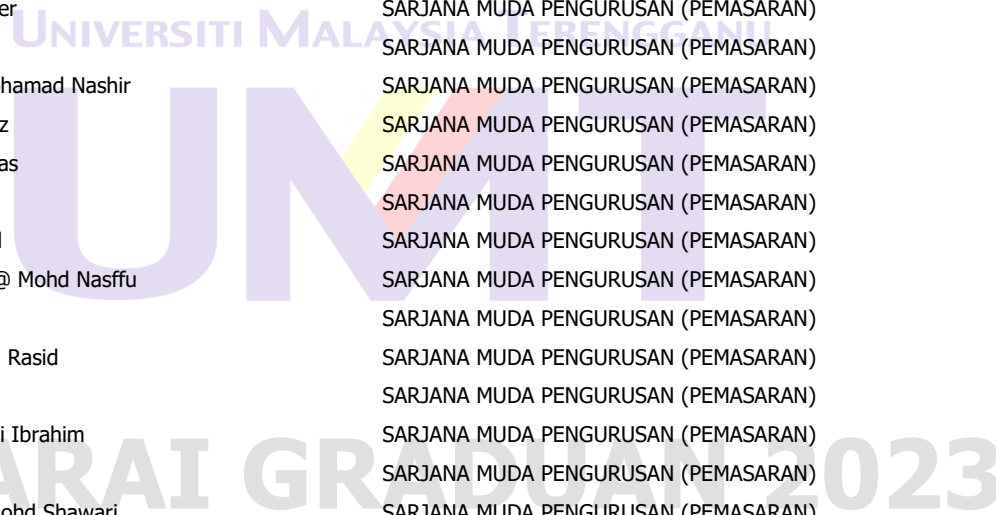 er SARJANA MUDA PENGURUSAN (PEMASARAN)
UNIVERSITI MALAYSIA TERENGGANU
SARJANA MUDA PENGURUSAN (PEMASARAN)
hamad Nashir SARJANA MUDA PENGURUSAN (PEMASARAN)
UMT
z SARJANA MUDA PENGURUSAN (PEMASARAN)
as SARJANA MUDA PENGURUSAN (PEMASARAN)
SARJANA MUDA PENGURUSAN (PEMASARAN)
SARJANA MUDA PENGURUSAN (PEMASARAN)
@ Mohd Nasffu SARJANA MUDA PENGURUSAN (PEMASARAN)
SARJANA MUDA PENGURUSAN (PEMASARAN)
Rasid SARJANA MUDA PENGURUSAN (PEMASARAN)
SARJANA MUDA PENGURUSAN (PEMASARAN)
i Ibrahim SARJANA MUDA PENGURUSAN (PEMASARAN)
ARAI GRADUAN 2023
SARJANA MUDA PENGURUSAN (PEMASARAN)
ohd Shawari SARJANA MUDA PENGURUSAN (PEMASARAN)